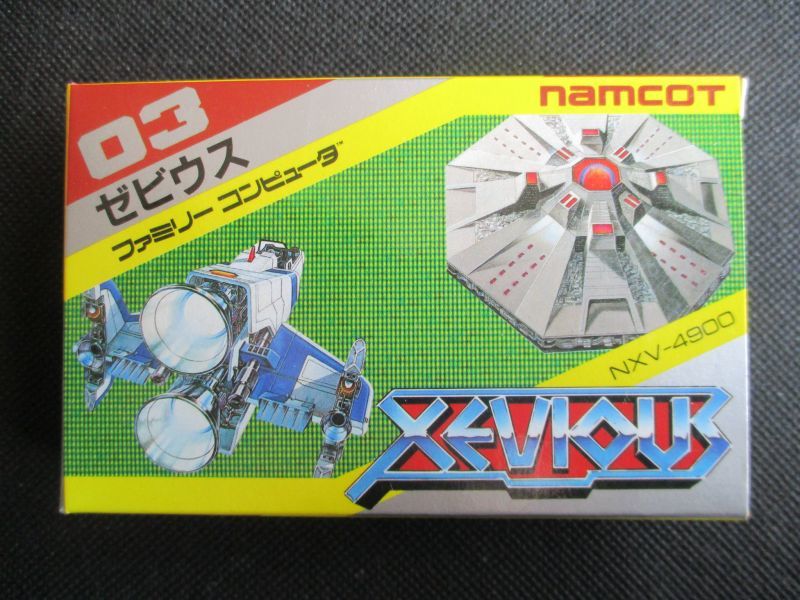 03
ゼビウス
ファミリー コンピュータ™
namcot
NXV-4900
XEVIOUS